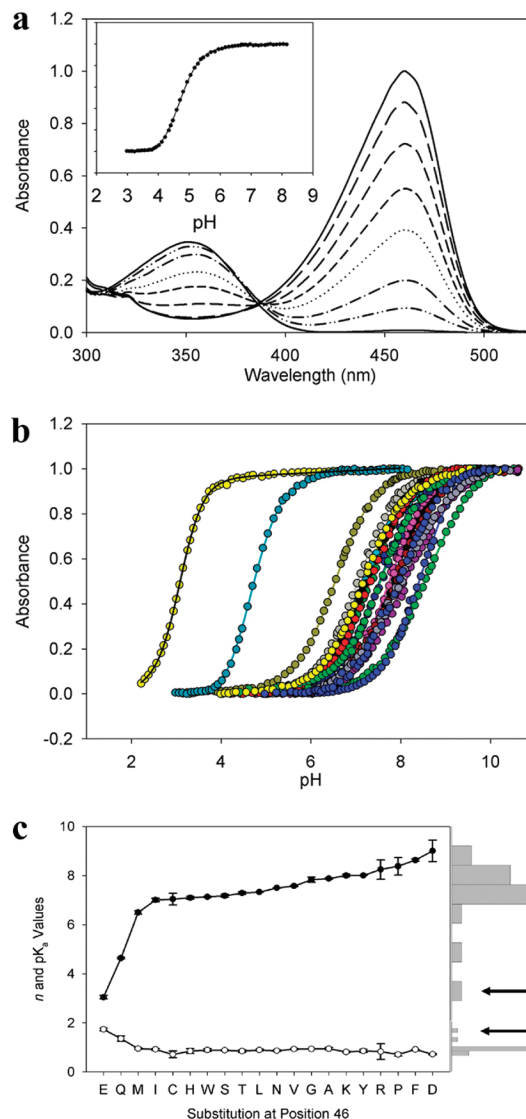 a
1.2
1.0
0.8
0.6
0.4
0.2
0.0
Absorbance
2 3 4 5 6 7 8 9
pH
300 350 400 450 500
Wavelength (nm)
b
1.2
1.0
0.8
0.6
0.4
0.2
0.0
-0.2
Absorbance
2 4 6 8 10
pH
c
10
8
6
4
2
0
n and pKa Values
E Q M I C H W S T L N V G A K Y R P F D
Substitution at Position 46